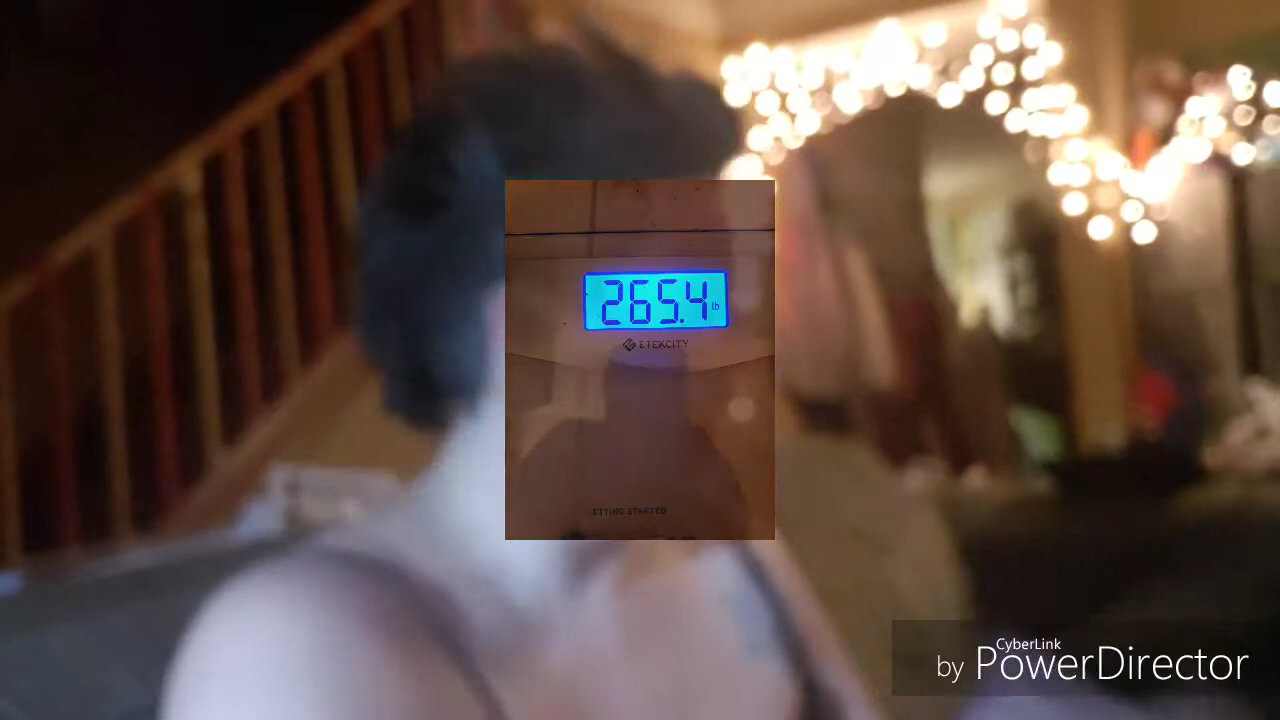 265.4 lb
ETEKCITY
ETTING STARTED
CyberLink
by PowerDirector